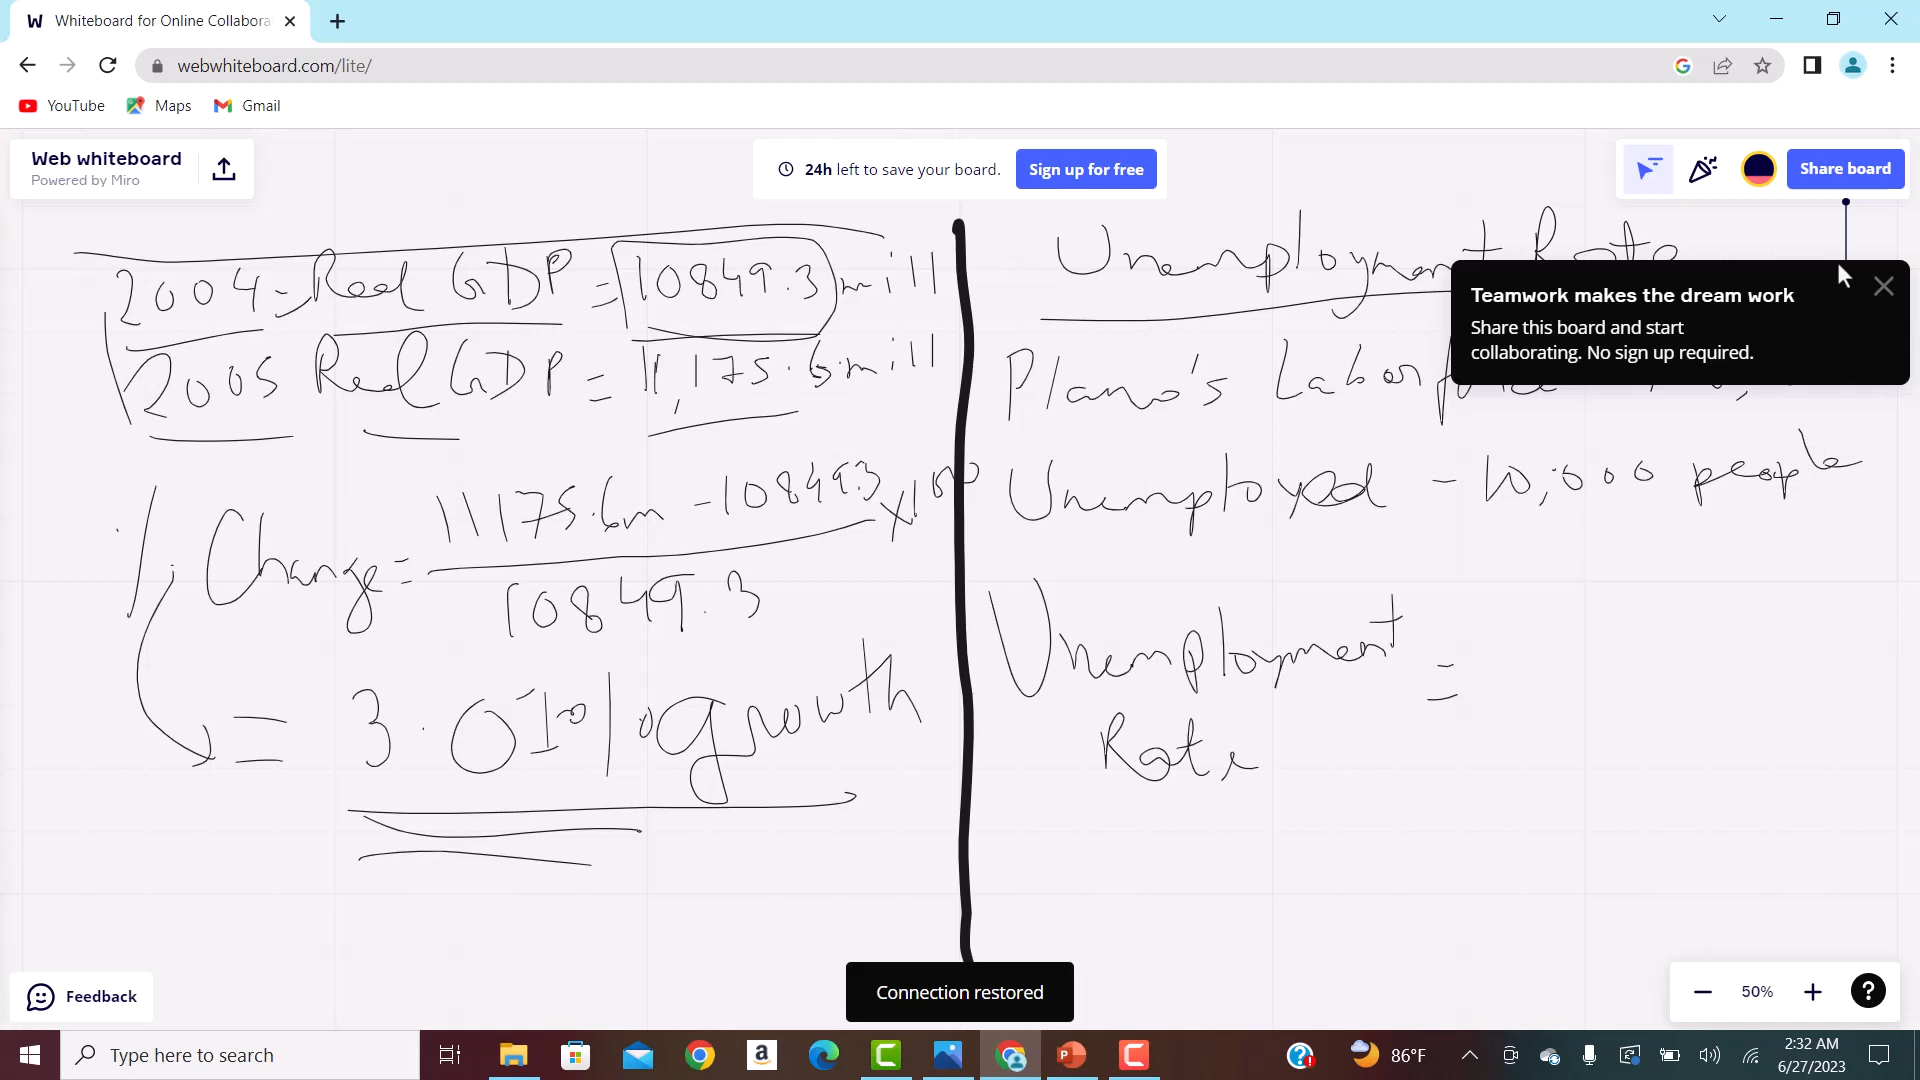 Whiteboard for Online Collabora
webwhiteboard.com/lite/
YouTube Maps Gmail
Web whiteboard
Powered by Miro
24h left to save your board. Sign up for free
Share board
Teamwork makes the dream work
Share this board and start
collaborating. No sign up required.
2004 - Real GDP = 10849.3 mill
2005 Real GDP = 11,175.6 mill
% Change = 11175.6m - 10849.3 x 100
10849.3
= 3.01% growth
Unemployment Rate
Plano's Labor force
Unemployed - 10,000 people
Unemployment =
Rate
Connection restored
Feedback
50%
Type here to search
86°F
2:32 AM
6/27/2023